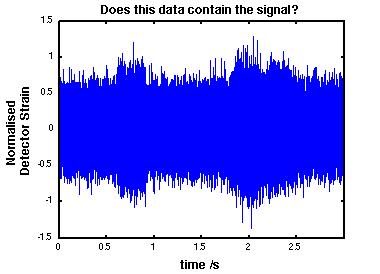 Does this data contain the signal?
1.5
1
0.5
0
-0.5
-1
-1.5
Normalised
Detector Strain
0 0.5 1 1.5 2 2.5
time /s